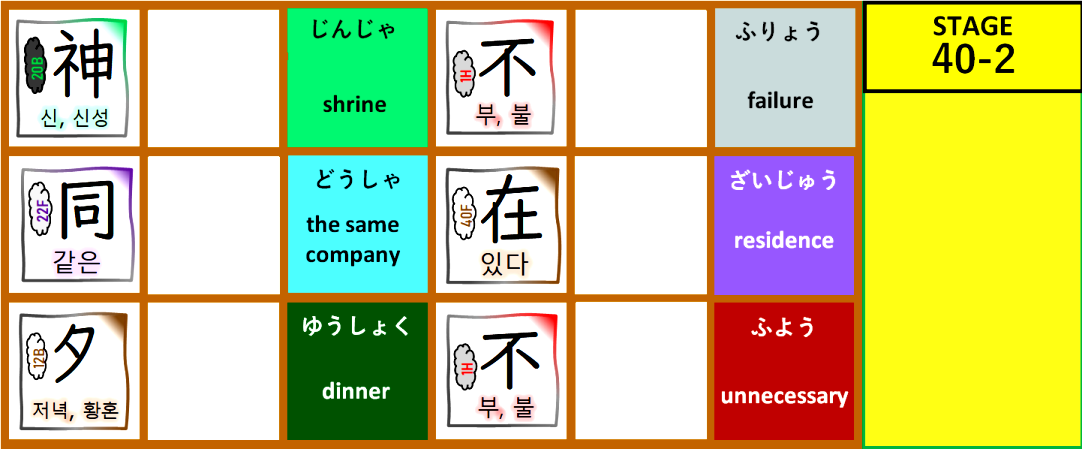 20B
神
신, 신성
じんじゃ
shrine
1H
不
부, 불
ふりょう
failure
STAGE
40-2
22F
同
같은
どうしゃ
the same
company
40F
在
있다
ざいじゅう
residence
12B
夕
저녁, 황혼
ゆうしょく
dinner
1H
不
부, 불
ふよう
unnecessary